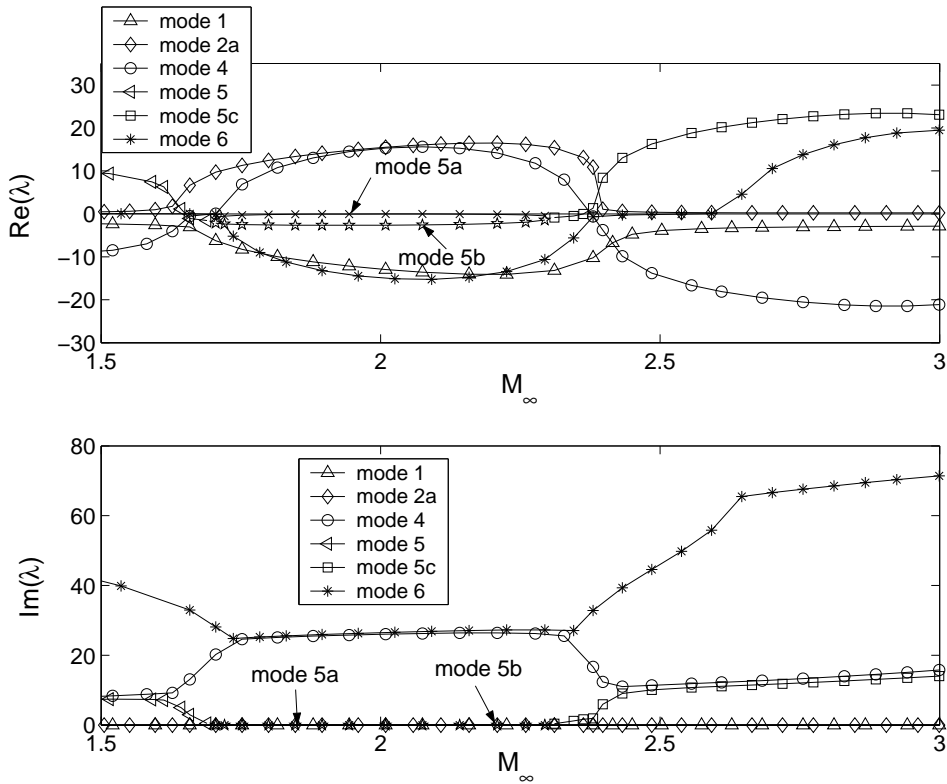 mode 1
mode 2a
mode 4
mode 5
mode 5c
mode 6
30
20
10
0
−10
−20
−30
Re(λ)
mode 5a
mode 5b
1.5
2
2.5
3
M∞
80
60
40
20
0
Im(λ)
mode 1
mode 2a
mode 4
mode 5
mode 5c
mode 6
mode 5a
mode 5b
1.5
2
2.5
3
M∞